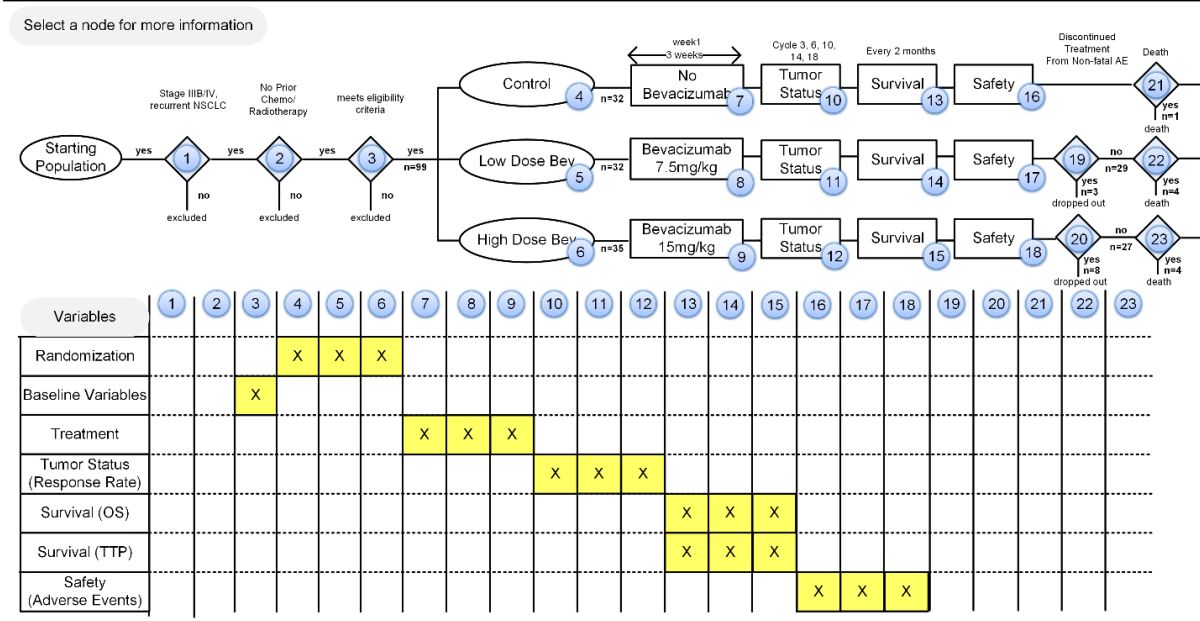 Select a node for more information
Stage IIIB/IV,
recurrent NSCLC
No Prior
Chemo/
Radiotherapy
meets eligibility
criteria
week1
3 weeks
Cycle 3, 6, 10,
14, 18
Every 2 months
Discontinued
Treatment
From Non-fatal AE
Death
Starting
Population
yes
1
no
excluded
yes
2
no
excluded
yes
3
no
excluded
yes
n=99
Control
4
n=32
No
Bevacizumab
7
Tumor
Status
10
Survival
13
Safety
16
21
yes
n=1
death
Low Dose Bev
5
n=32
Bevacizumab
7.5mg/kg
8
Tumor
Status
11
Survival
14
Safety
17
19
yes
n=3
dropped out
no
n=29
22
yes
n=4
death
High Dose Bev
6
n=35
Bevacizumab
15mg/kg
9
Tumor
Status
12
Survival
15
Safety
18
20
yes
n=8
dropped out
no
n=27
23
yes
n=4
death
Variables 1 2 3 4 5 6 7 8 9 10 11 12 13 14 15 16 17 18 19 20 21 22 23
Randomization X X X
Baseline Variables X
Treatment X X X
Tumor Status
(Response Rate) X X X
Survival (OS) X X X
Survival (TTP) X X X
Safety
(Adverse Events) X X X